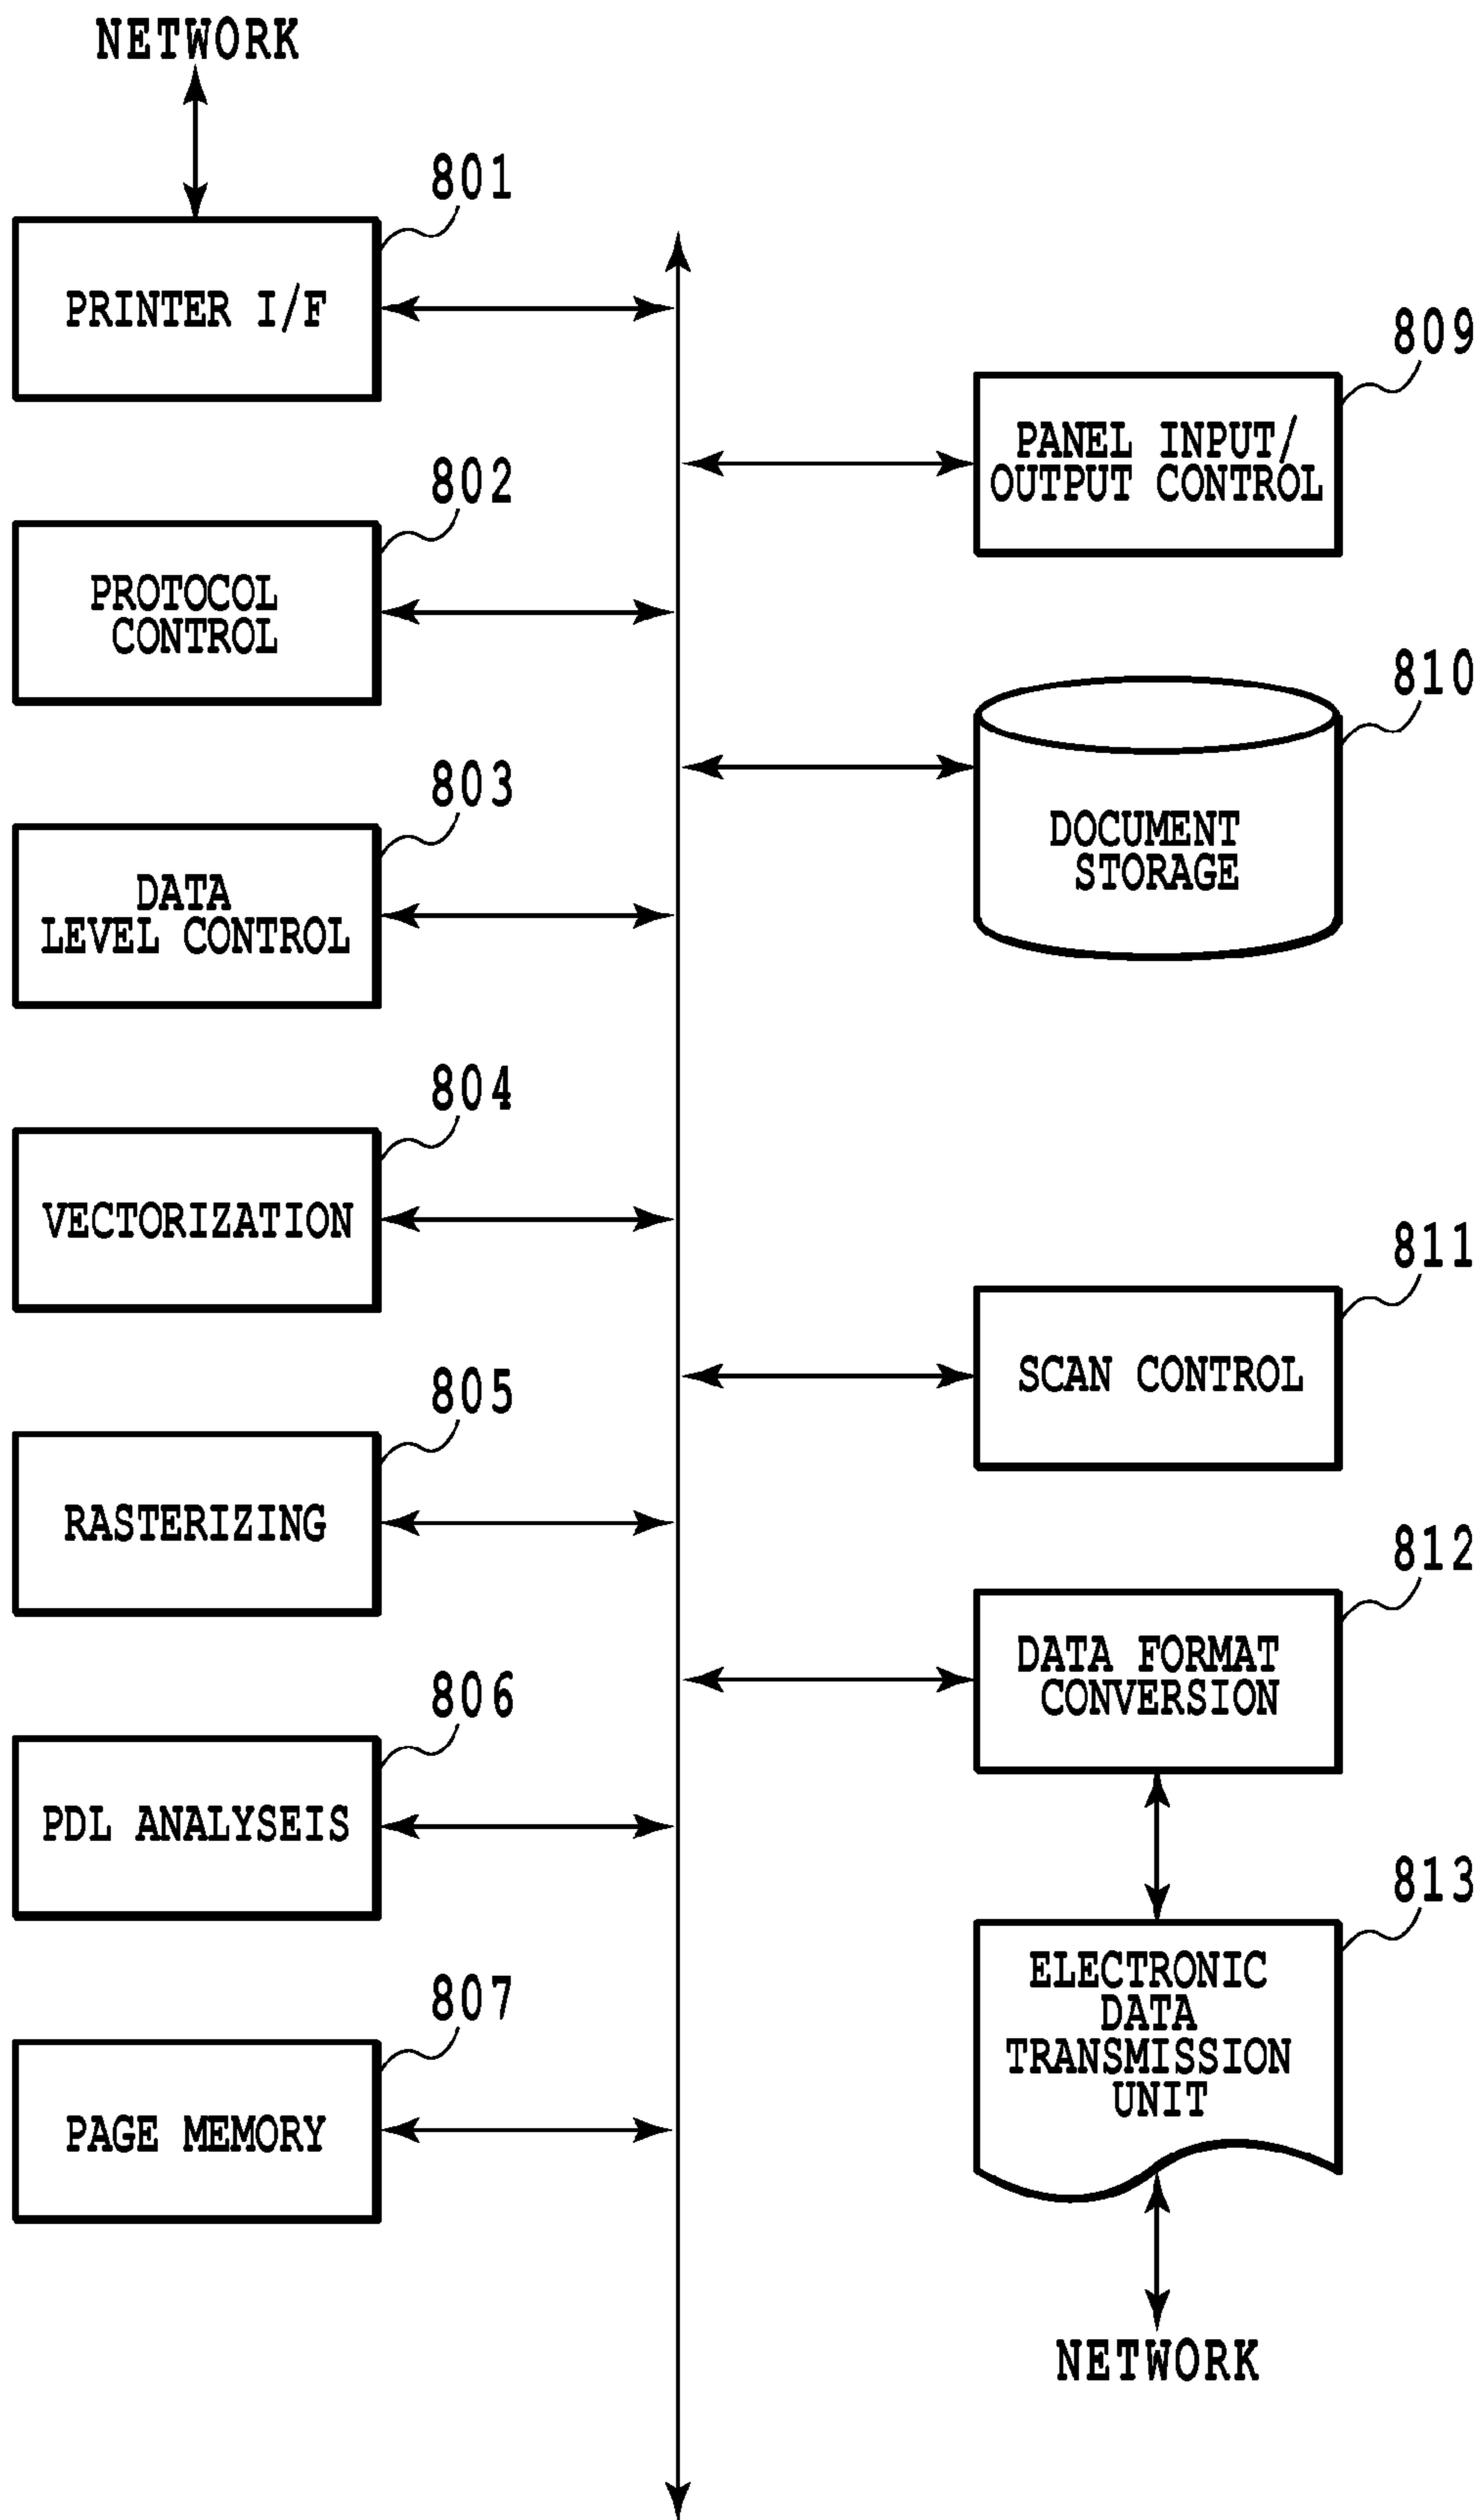 NETWORK
801
PRINTER I/F
802
PROTOCOL
CONTROL
803
DATA
LEVEL CONTROL
804
VECTORIZATION
805
RASTERIZING
806
PDL ANALYSEIS
807
PAGE MEMORY
809
PANEL INPUT/
OUTPUT CONTROL
810
DOCUMENT
STORAGE
811
SCAN CONTROL
812
DATA FORMAT
CONVERSION
813
ELECTRONIC
DATA
TRANSMISSION
UNIT
NETWORK